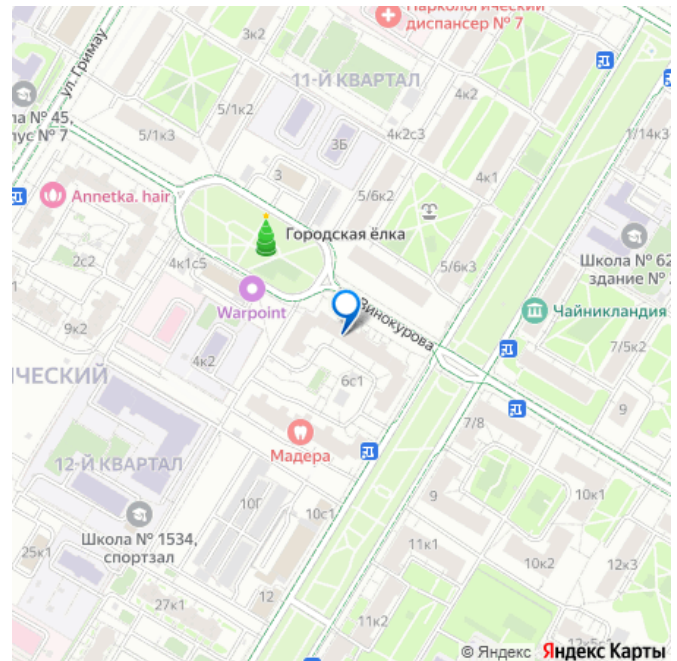 Наркологический
диспансер № 7
3к2
ул. Гримау
11-Й КВАРТАЛ
4к2
ла № 45,
пус № 7
5/1к2
5/1к3
3Б
4к2с3
1/14к3
3
4к1
5/6к2
Annetka. hair
Городская ёлка
2с2
4к1с5
5/6к3
Школа № 62
здание №
Warpoint
Винокурова
Чайникландия
9к2
4к2
7/5к2
ИЧЕСКИЙ
6с1
9
7/8
Мадера
12-Й КВАРТАЛ
9
10к1
10Г
10с1
Школа № 1534,
спортзал
25к1
11к1
10к2
12к3
12
27к1
11к2
© Яндекс Яндекс Карты